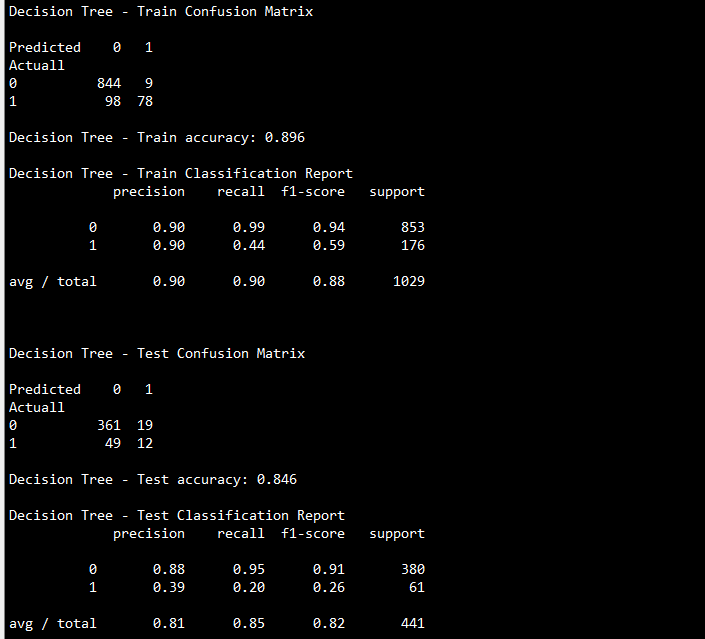 Decision Tree - Train Confusion Matrix
Predicted    0   1
Actuall
0          844   9
1           98  78
Decision Tree - Train accuracy: 0.896
Decision Tree - Train Classification Report
             precision    recall  f1-score   support
          0       0.90      0.99      0.94       853
          1       0.90      0.44      0.59       176
avg / total       0.90      0.90      0.88      1029
Decision Tree - Test Confusion Matrix
Predicted    0   1
Actuall
0          361  19
1           49  12
Decision Tree - Test accuracy: 0.846
Decision Tree - Test Classification Report
             precision    recall  f1-score   support
          0       0.88      0.95      0.91       380
          1       0.39      0.20      0.26        61
avg / total       0.81      0.85      0.82       441